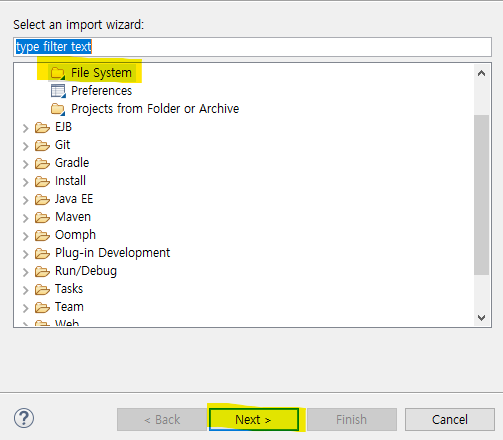 Select an import wizard:
type filter text
File System
Preferences
Projects from Folder or Archive
EJB
Git
Gradle
Install
Java EE
Maven
Oomph
Plug-in Development
Run/Debug
Tasks
Team
Web
? < Back Next > Finish Cancel